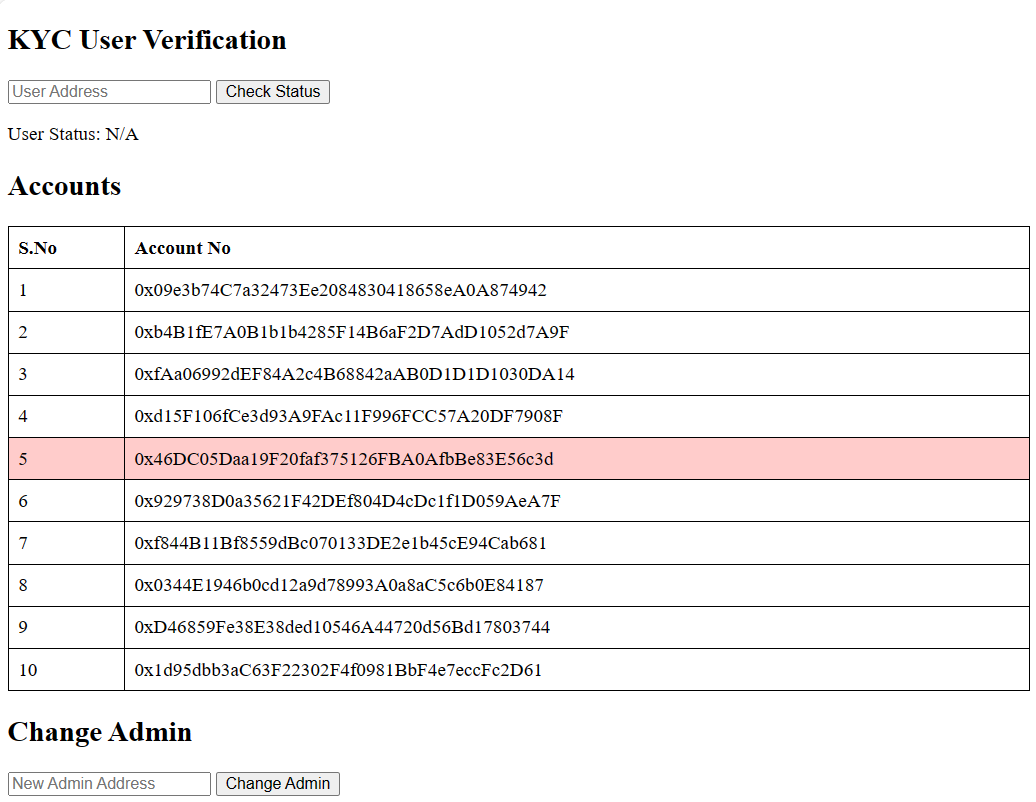 KYC User Verification
User Address Check Status
User Status: N/A
Accounts
S.No Account No
1 0x09e3b74C7a32473Ee2084830418658eA0A874942
2 0xb4B1fE7A0B1b1b4285F14B6aF2D7AdD1052d7A9F
3 0xfAa06992dEF84A2c4B68842aAB0D1D1D1030DA14
4 0xd15F106fCe3d93A9FAc11F996FCC57A20DF7908F
5 0x46DC05Daa19F20faf375126FBA0AfbBe83E56c3d
6 0x929738D0a35621F42DEf804D4cDc1f1D059AeA7F
7 0xf844B11Bf8559dBc070133DE2e1b45cE94Cab681
8 0x0344E1946b0cd12a9d78993A0a8aC5c6b0E84187
9 0xD46859Fe38E38ded10546A44720d56Bd17803744
10 0x1d95dbb3aC63F22302F4f0981BbF4e7eccFc2D61
Change Admin
New Admin Address Change Admin